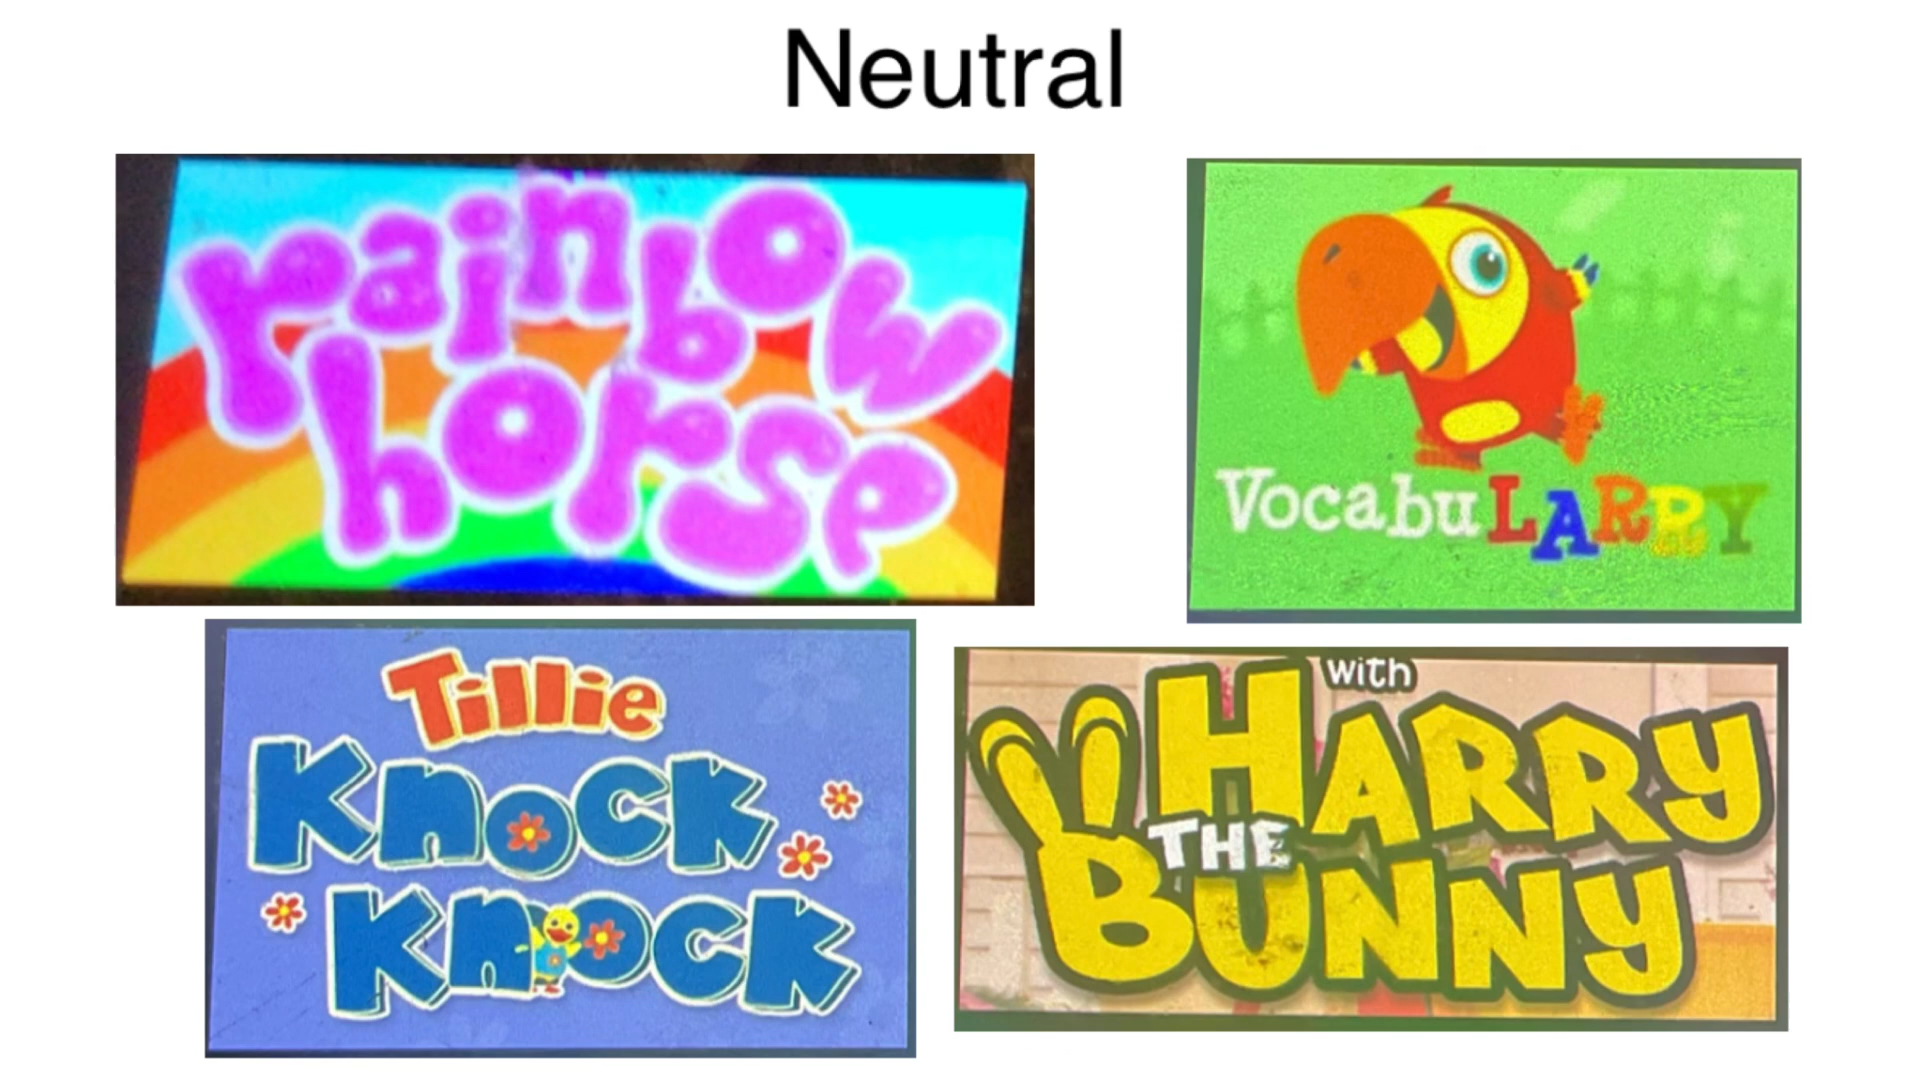 Neutral
rainbow
horse
VocabuLARRY
Tillie
Knock
Knock
with
HARRY
THE
BUNNY